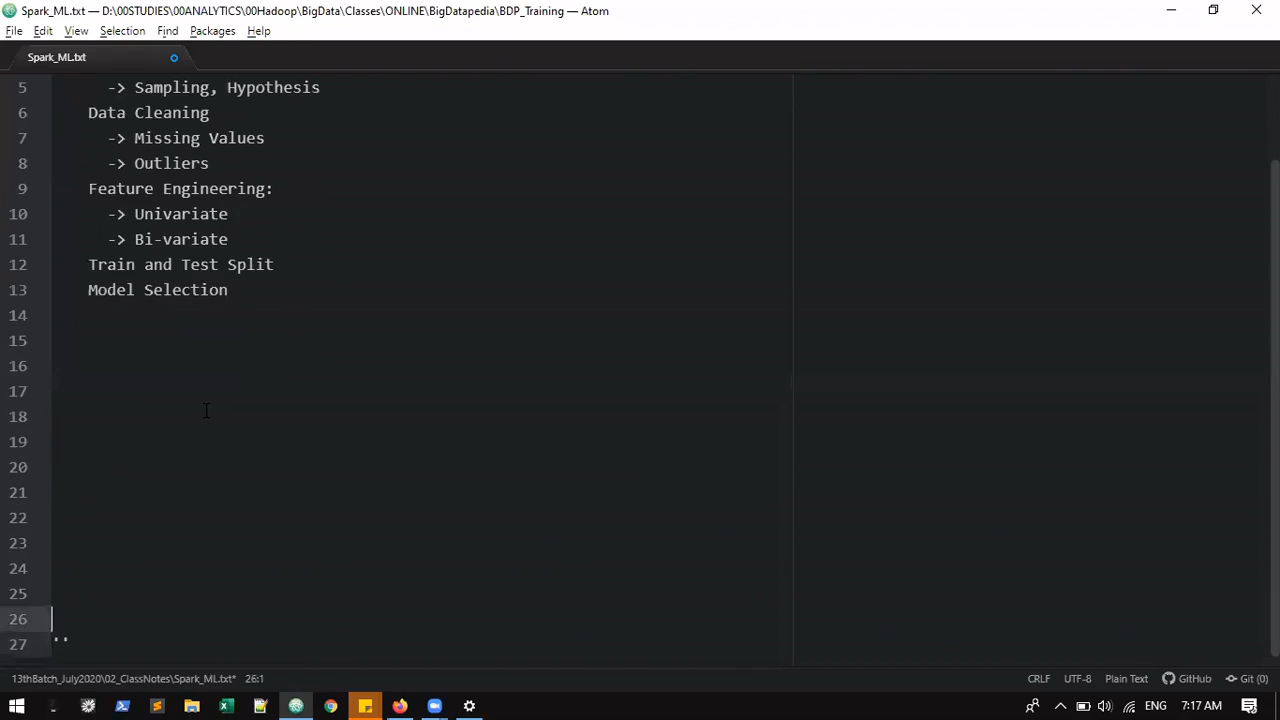 Spark_ML.txt — D:\00STUDIES\00ANALYTICS\00Hadoop\BigData\Classes\ONLINE\BigDatapedia\BDP_Training — Atom
File Edit View Selection Find Packages Help
Spark_ML.txt
5 -> Sampling, Hypothesis
6 Data Cleaning
7 -> Missing Values
8 -> Outliers
9 Feature Engineering:
10 -> Univariate
11 -> Bi-variate
12 Train and Test Split
13 Model Selection
14
15
16
17
18
19
20
21
22
23
24
25
26
27 ''
13thBatch_July2020\02_ClassNotes\Spark_ML.txt* 26:1 CRLF UTF-8 Plain Text GitHub Git (0)
ENG 7:17 AM